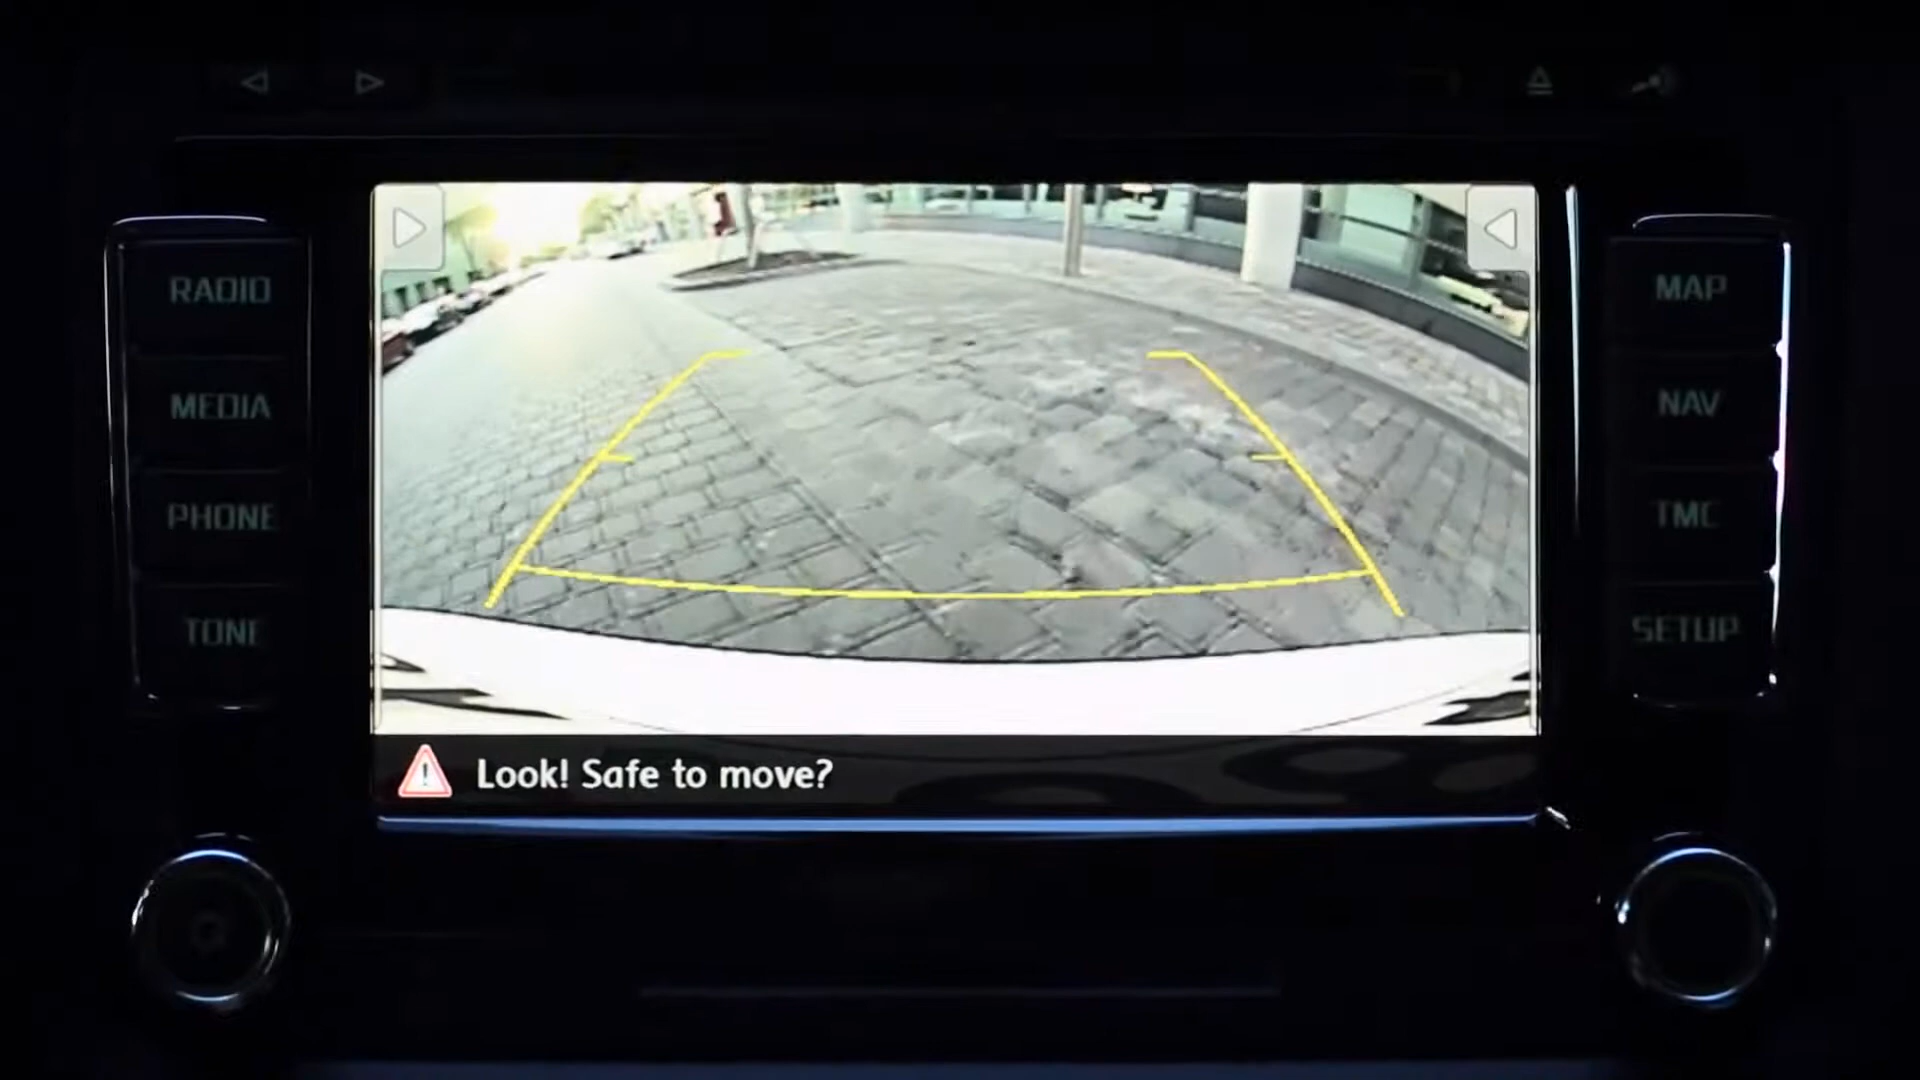 RADIO
MEDIA
PHONE
TONE
MAP
NAV
TMC
SETUP
Look! Safe to move?